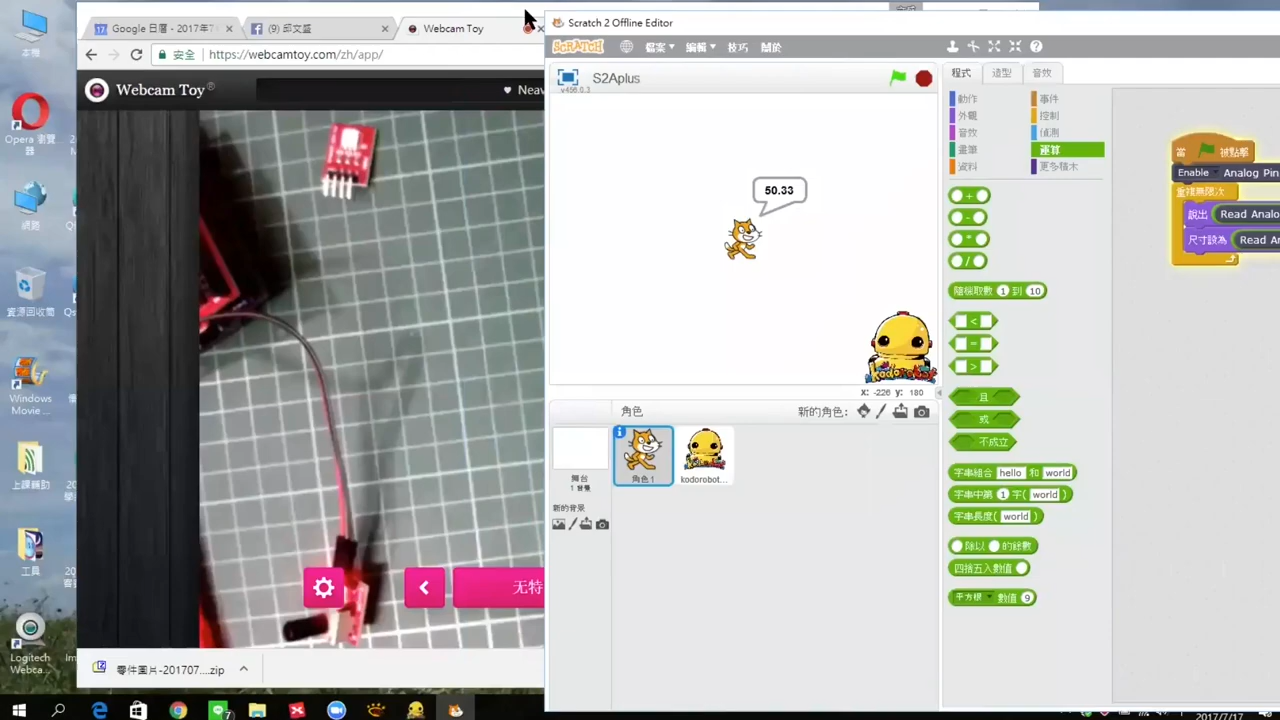 17 Google 日曆 - 2017年7
(9) 邱文盛
Webcam Toy
安全 https://webcamtoy.com/zh/app/
Webcam Toy
Neav
Opera 瀏覽器
網路
資源回收筒
Windows Movie ...
上課輔助
工具
Logitech Webca...
无特
零件圖片-201707....zip
Scratch 2 Offline Editor
SCRATCH 檔案 編輯 技巧 關於
S2Aplus
v456.0.3
50.33
x: -226 y: 180
角色
新的角色:
舞台
1 背景
新的背景
角色1
kodorobot...
程式 造型 音效
動作 事件
外觀 控制
音效 偵測
畫筆 運算
資料 更多積木
+
-
*
/
隨機取數 1 到 10
<
=
>
且
或
不成立
字串組合 hello 和 world
字串中第 1 字( world )
字串長度( world )
除以 的餘數
四捨五入數值
平方根 數值 9
當 被點擊
Enable Analog Pin
重複無限次
說出 Read Analo
尺寸設為 Read An
2017/7/17